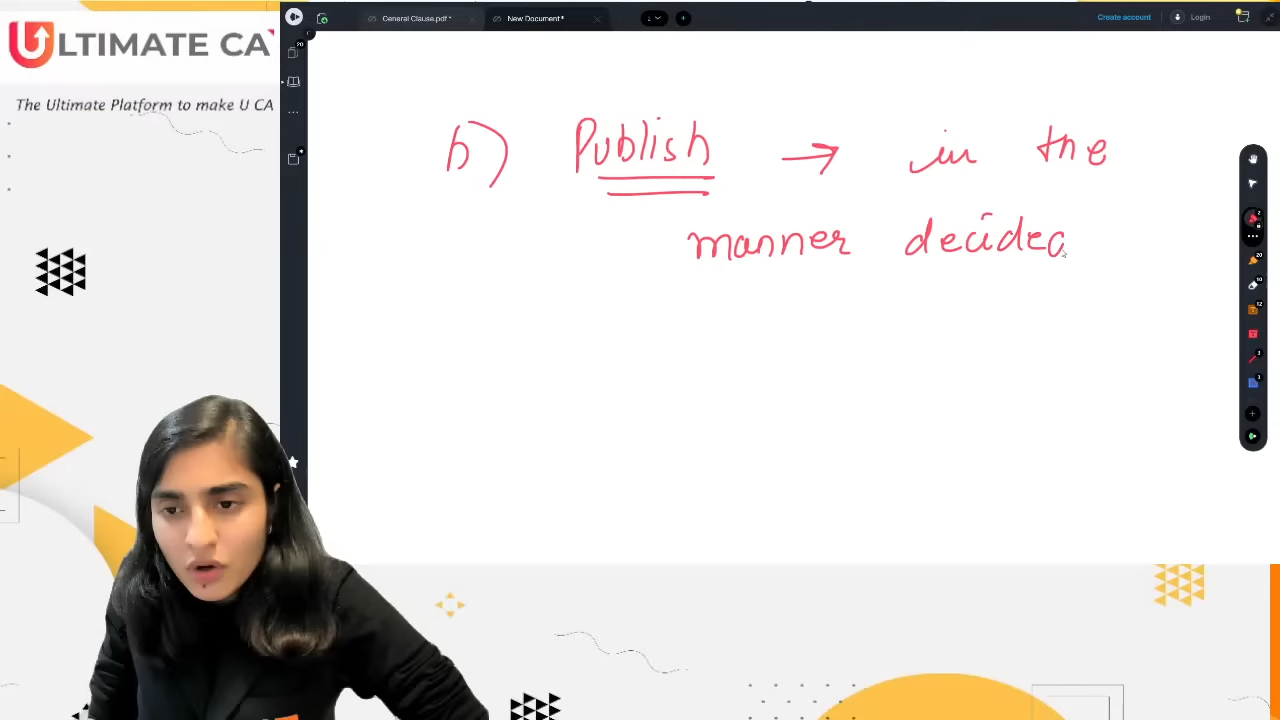 ULTIMATE CA
The Ultimate Platform to make U CA
General Clause.pdf *
New Document*
Create account
Login
b) Publish → in the
manner decided